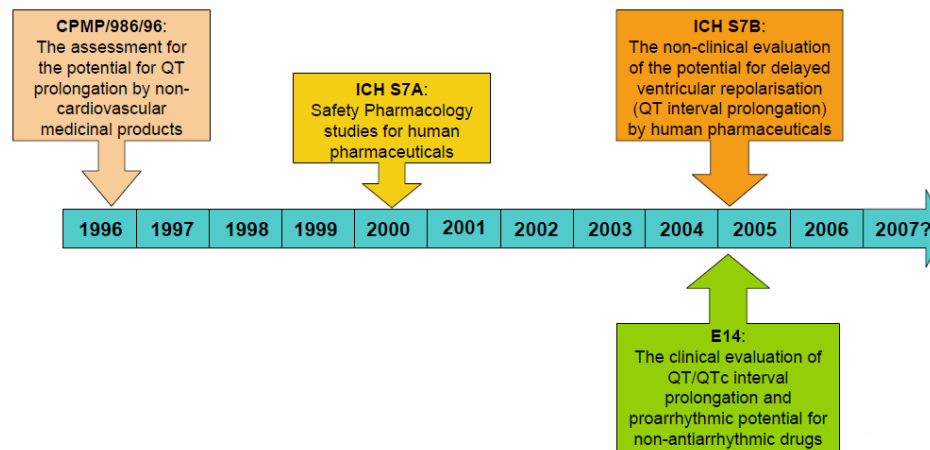 CPMP/986/96:
The assessment for
the potential for QT
prolongation by non-
cardiovascular
medicinal products
ICH S7A:
Safety Pharmacology
studies for human
pharmaceuticals
ICH S7B:
The non-clinical evaluation
of the potential for delayed
ventricular repolarisation
(QT interval prolongation)
by human pharmaceuticals
1996 1997 1998 1999 2000 2001 2002 2003 2004 2005 2006 2007?
E14:
The clinical evaluation of
QT/QTc interval
prolongation and
proarrhythmic potential for
non-antiarrhythmic drugs